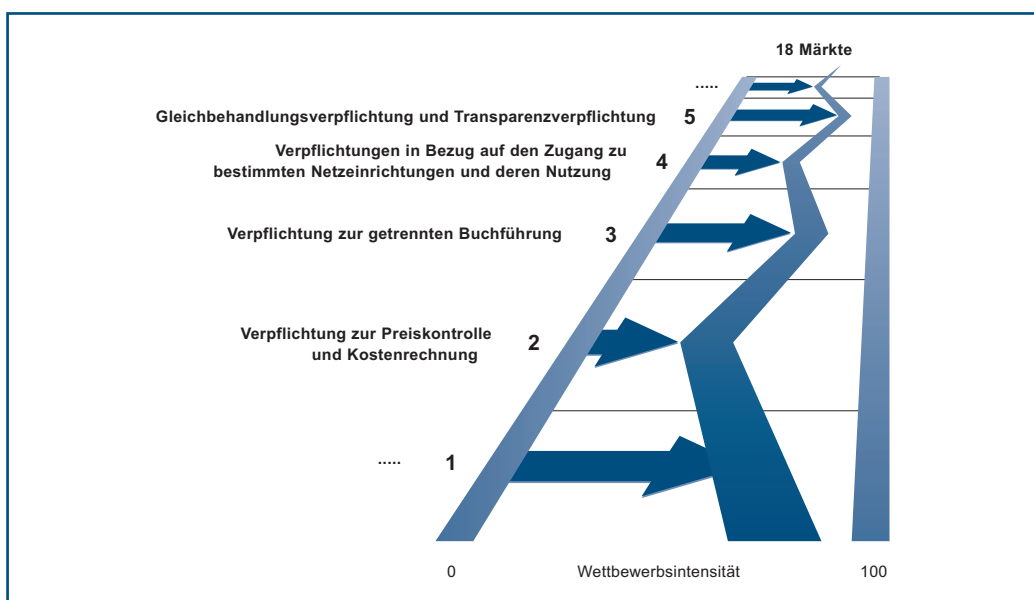 18 Märkte
.....
Gleichbehandlungsverpflichtung und Transparenzverpflichtung 5
Verpflichtungen in Bezug auf den Zugang zu
bestimmten Netzeinrichtungen und deren Nutzung 4
Verpflichtung zur getrennten Buchführung 3
Verpflichtung zur Preiskontrolle
und Kostenrechnung 2
..... 1
0 Wettbewerbsintensität 100